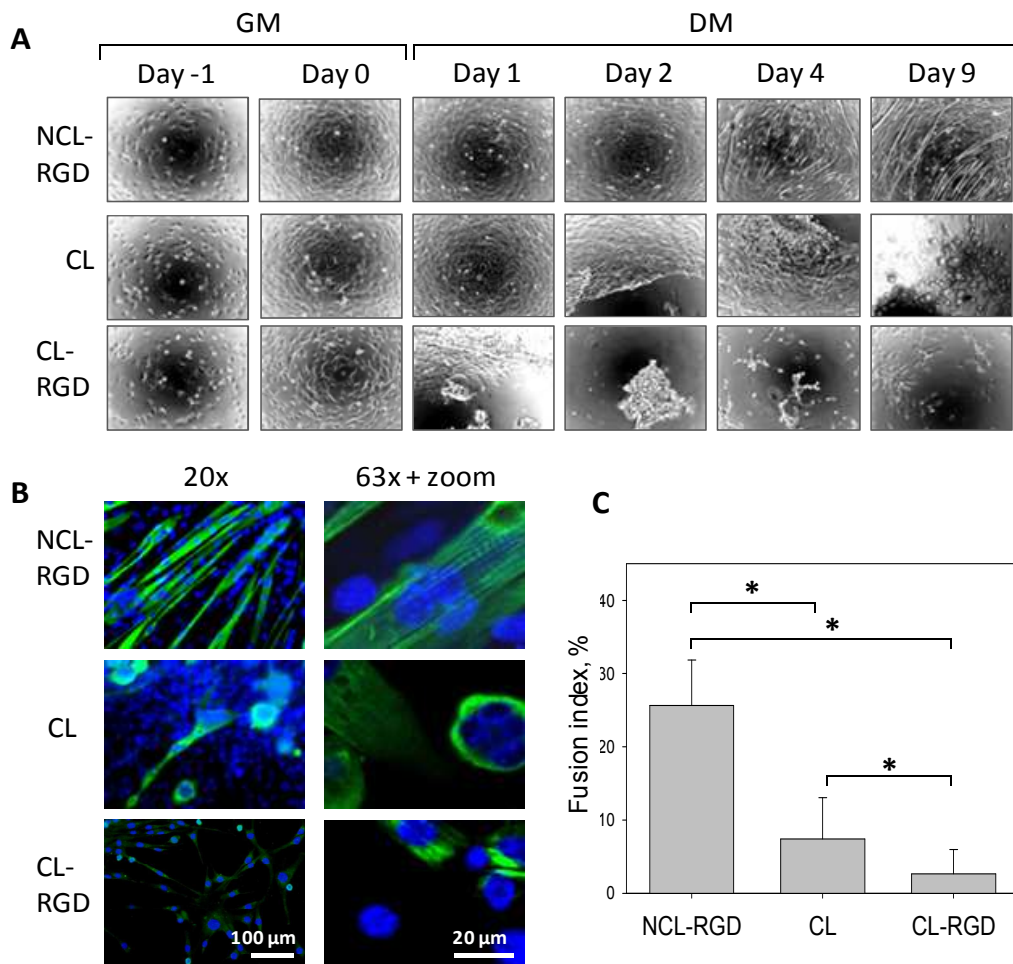 A
GM
DM
Day -1
Day 0
Day 1
Day 2
Day 4
Day 9
NCL-
RGD
CL
CL-
RGD
B
20x
63x + zoom
NCL-
RGD
CL
CL-
RGD
100 µm
20 µm
C
Fusion index, %
40
30
20
10
0
*
*
*
NCL-RGD
CL
CL-RGD